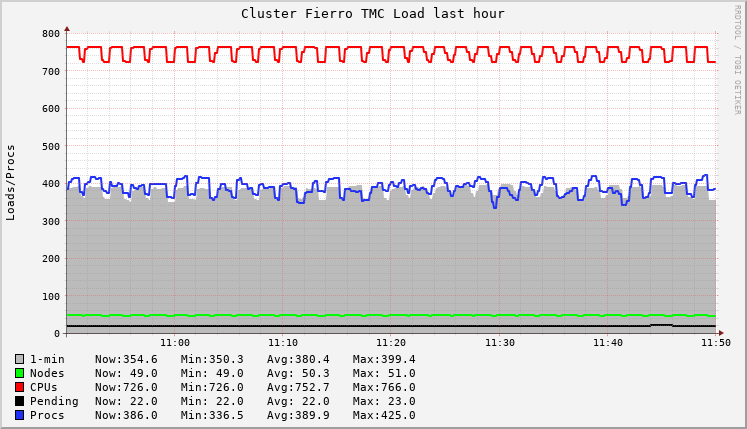 Cluster Fierro TMC Load last hour
RRDTOOL / TOBI OETIKER
Loads/Procs
800
700
600
500
400
300
200
100
0
11:00 11:10 11:20 11:30 11:40 11:50
1-min Now:354.6 Min:350.3 Avg:380.4 Max:399.4
Nodes Now: 49.0 Min: 49.0 Avg: 50.3 Max: 51.0
CPUs Now:726.0 Min:726.0 Avg:752.7 Max:766.0
Pending Now: 22.0 Min: 22.0 Avg: 22.0 Max: 23.0
Procs Now:386.0 Min:336.5 Avg:389.9 Max:425.0